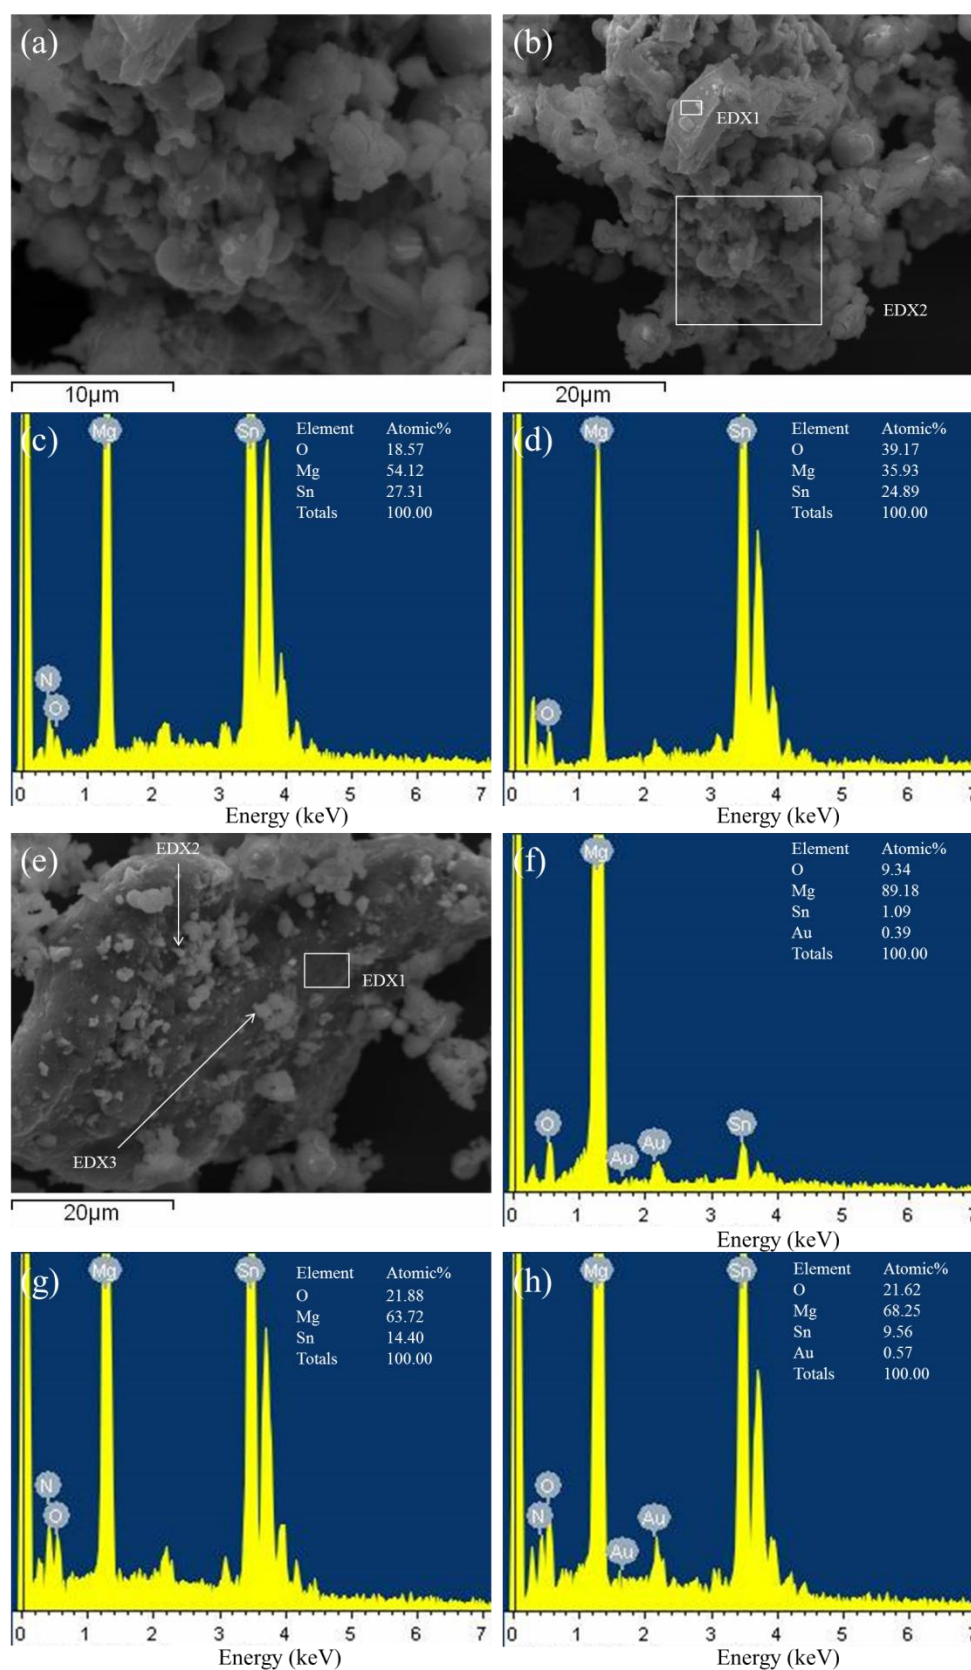 (a)
10μm
(b)
EDX1
EDX2
20μm
(c)
Mg
Sn
N
O
Element Atomic%
O 18.57
Mg 54.12
Sn 27.31
Totals 100.00
0 1 2 3 4 5 6 7
Energy (keV)
(d)
Mg
Sn
O
Element Atomic%
O 39.17
Mg 35.93
Sn 24.89
Totals 100.00
0 1 2 3 4 5 6 7
Energy (keV)
(e)
EDX2
EDX1
EDX3
20μm
(f)
Mg
O
Au
Au
Sn
Element Atomic%
O 9.34
Mg 89.18
Sn 1.09
Au 0.39
Totals 100.00
0 1 2 3 4 5 6 7
Energy (keV)
(g)
Mg
Sn
N
O
Element Atomic%
O 21.88
Mg 63.72
Sn 14.40
Totals 100.00
0 1 2 3 4 5 6 7
Energy (keV)
(h)
Mg
Sn
O
N
Au
Au
Element Atomic%
O 21.62
Mg 68.25
Sn 9.56
Au 0.57
Totals 100.00
0 1 2 3 4 5 6 7
Energy (keV)